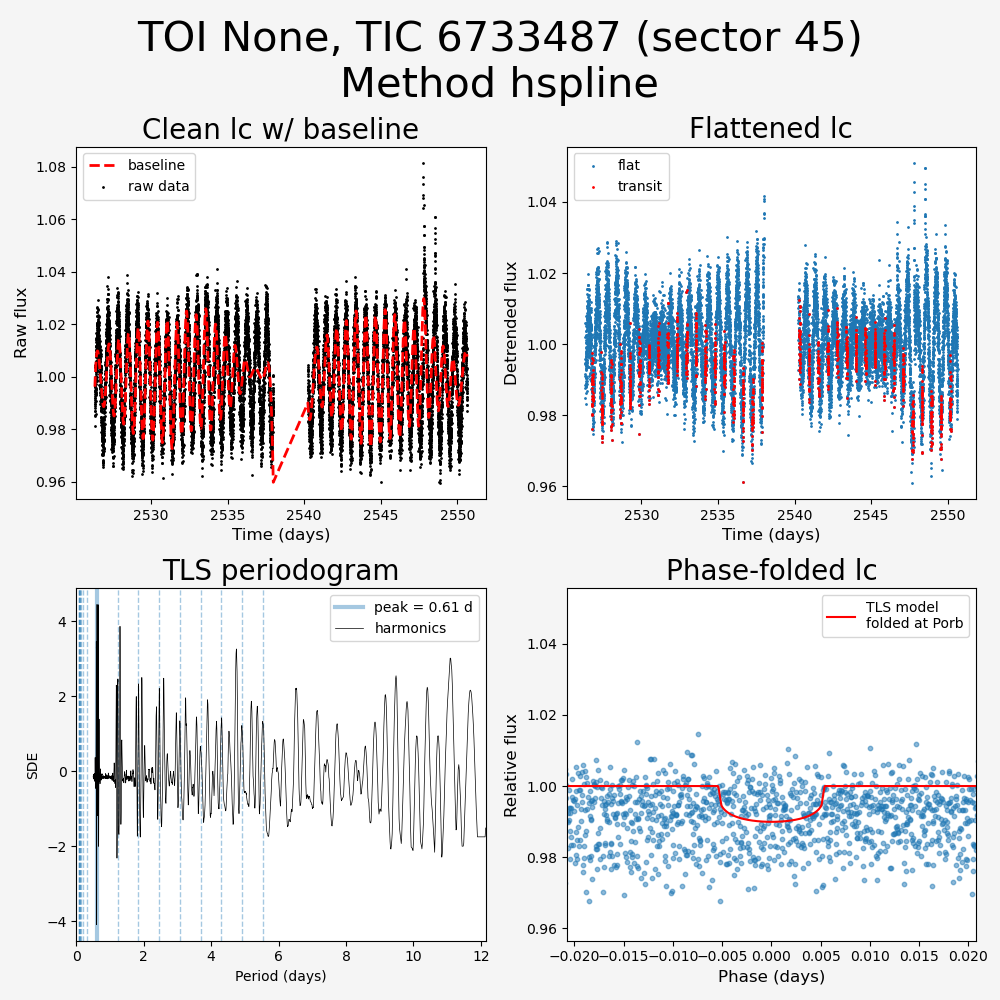 TOI None, TIC 6733487 (sector 45)
Method hspline
Clean lc w/ baseline
Flattened lc
baseline
raw data
flat
transit
Raw flux
1.08
1.06
1.04
1.02
1.00
0.98
0.96
2530 2535 2540 2545 2550
Time (days)
Detrended flux
1.04
1.02
1.00
0.98
0.96
2530 2535 2540 2545 2550
Time (days)
TLS periodogram
Phase-folded lc
peak = 0.61 d
harmonics
TLS model
folded at Porb
SDE
4
2
0
−2
−4
0 2 4 6 8 10 12
Period (days)
Relative flux
1.04
1.02
1.00
0.98
0.96
−0.020 −0.015 −0.010 −0.005 0.000 0.005 0.010 0.015 0.020
Phase (days)